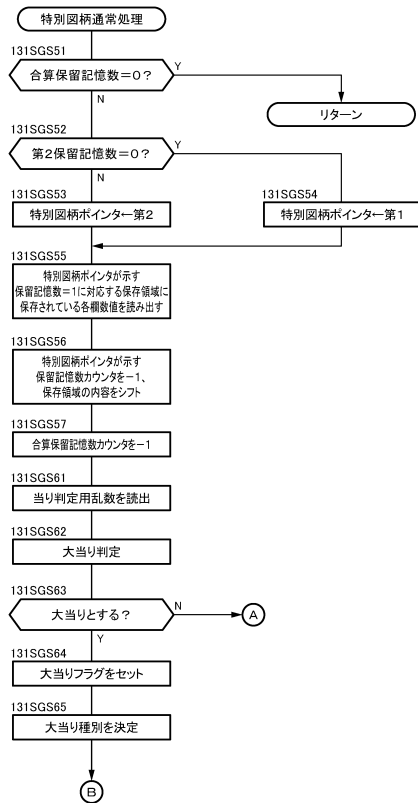 特別図柄通常処理
131SGS51
合算保留記憶数＝0？
Y
N
リターン
131SGS52
第2保留記憶数＝0？
Y
N
131SGS53
特別図柄ポインタ←第2
131SGS54
特別図柄ポインタ←第1
131SGS55
特別図柄ポインタが示す
保留記憶数＝1に対応する保存領域に
保存されている各欄数値を読み出す
131SGS56
特別図柄ポインタが示す
保留記憶数カウンタを−1、
保存領域の内容をシフト
131SGS57
合算保留記憶数カウンタを−1
131SGS61
当り判定用乱数を読出
131SGS62
大当り判定
131SGS63
大当りとする？
N
A
Y
131SGS64
大当りフラグをセット
131SGS65
大当り種別を決定
B